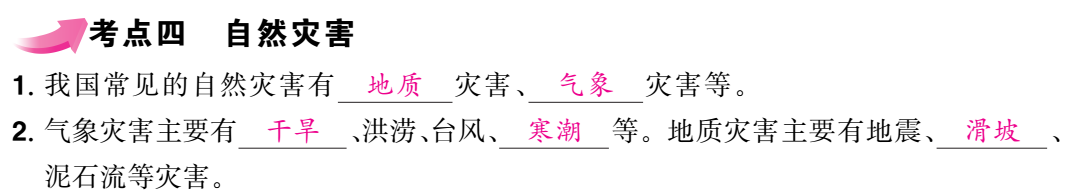 考点四 自然灾害
1. 我国常见的自然灾害有 地质 灾害、 气象 灾害等。
2. 气象灾害主要有 干旱 、洪涝、台风、 寒潮 等。地质灾害主要有地震、 滑坡 、
泥石流等灾害。